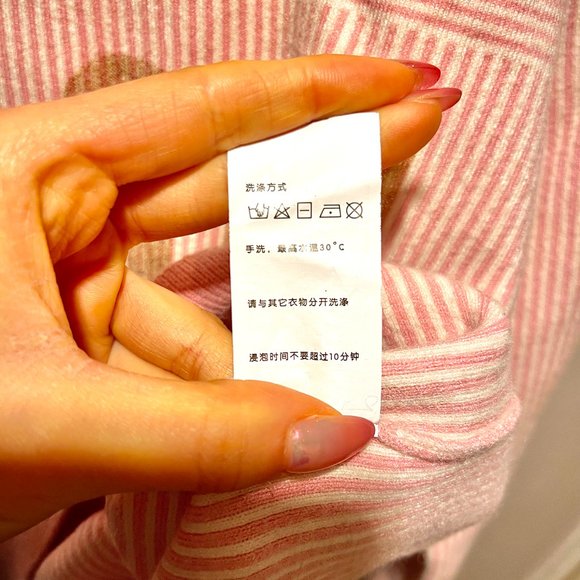 洗涤方式
手洗，最高水温30°C
请与其它衣物分开洗涤
浸泡时间不要超过10分钟